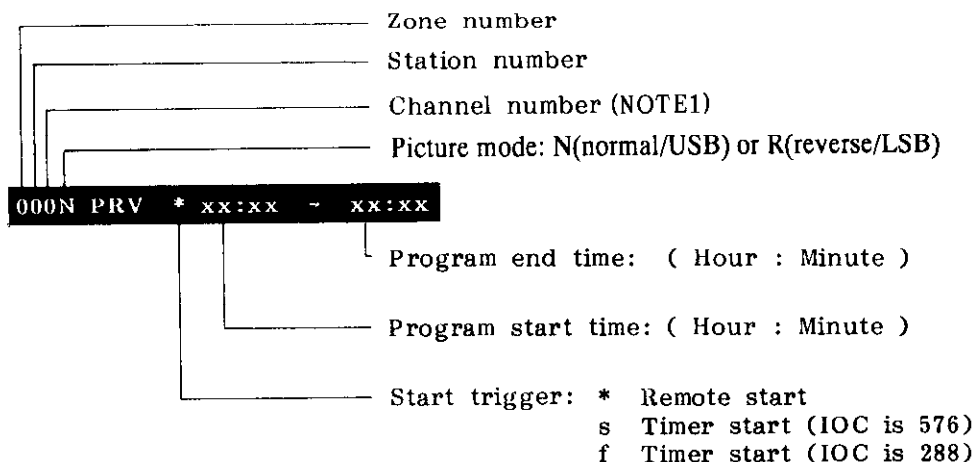 Zone number
Station number
Channel number (NOTE1)
Picture mode: N(normal/USB) or R(reverse/LSB)
000N PRV * xx:xx ~ xx:xx
Program end time: ( Hour : Minute )
Program start time: ( Hour : Minute )
Start trigger: * Remote start
s Timer start (IOC is 576)
f Timer start (IOC is 288)